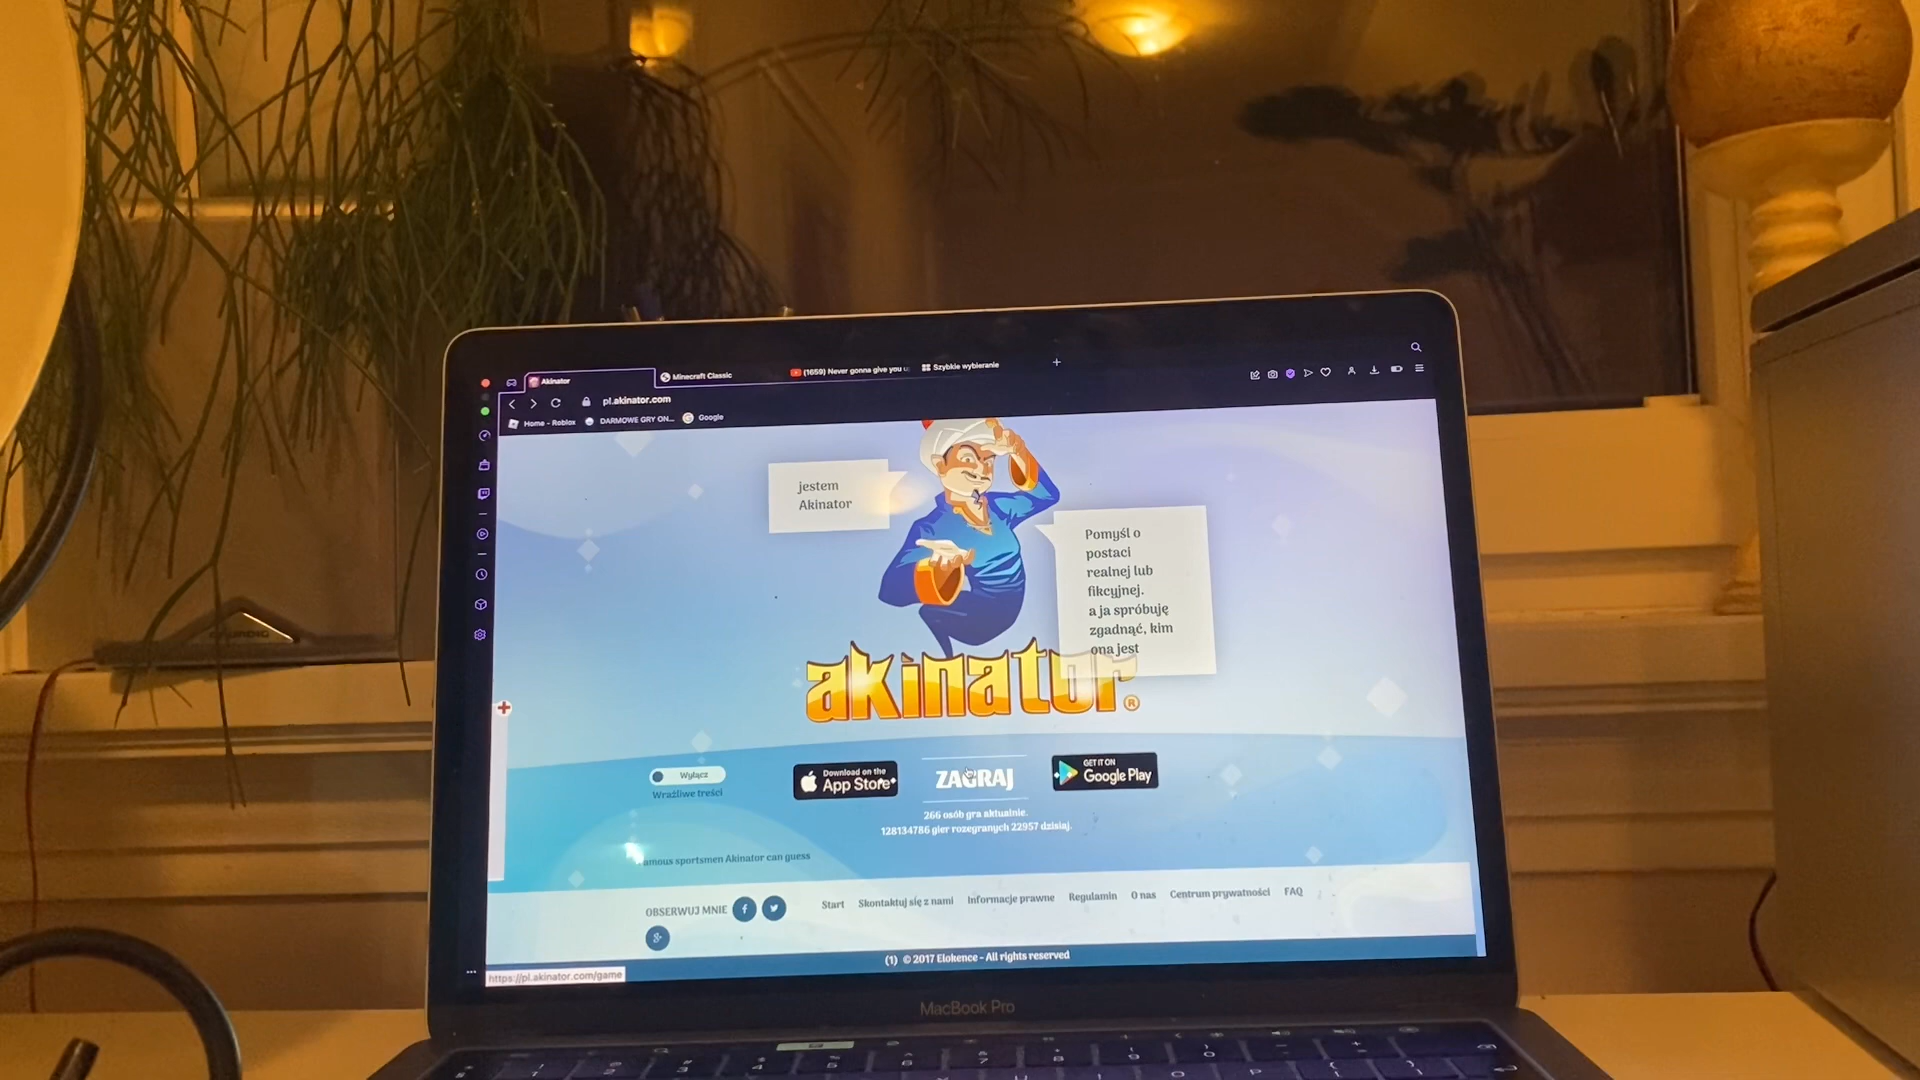 Akinator
Minecraft Classic
(1659) Never gonna give you u
Szybkie wybieranie
pl.akinator.com
Home - Roblox
DARMOWE GRY ON...
Google
jestem
Akinator
Pomyśl o
postaci
realnej lub
fikcyjnej.
a ja spróbuję
zgadnąć, kim
ona jest
akinator®
Wyłącz
Wrażliwe treści
Download on the
App Store
ZAGRAJ
GET IT ON
Google Play
266 osób gra aktualnie.
128134786 gier rozegranych 22957 dzisiaj.
amous sportsmen Akinator can guess
OBSERWUJ MNIE
Start
Skontaktuj się z nami
Informacje prawne
Regulamin
O nas
Centrum prywatności
FAQ
(1) © 2017 Elokence - All rights reserved
https://pl.akinator.com/game
MacBook Pro
GRUNDIG